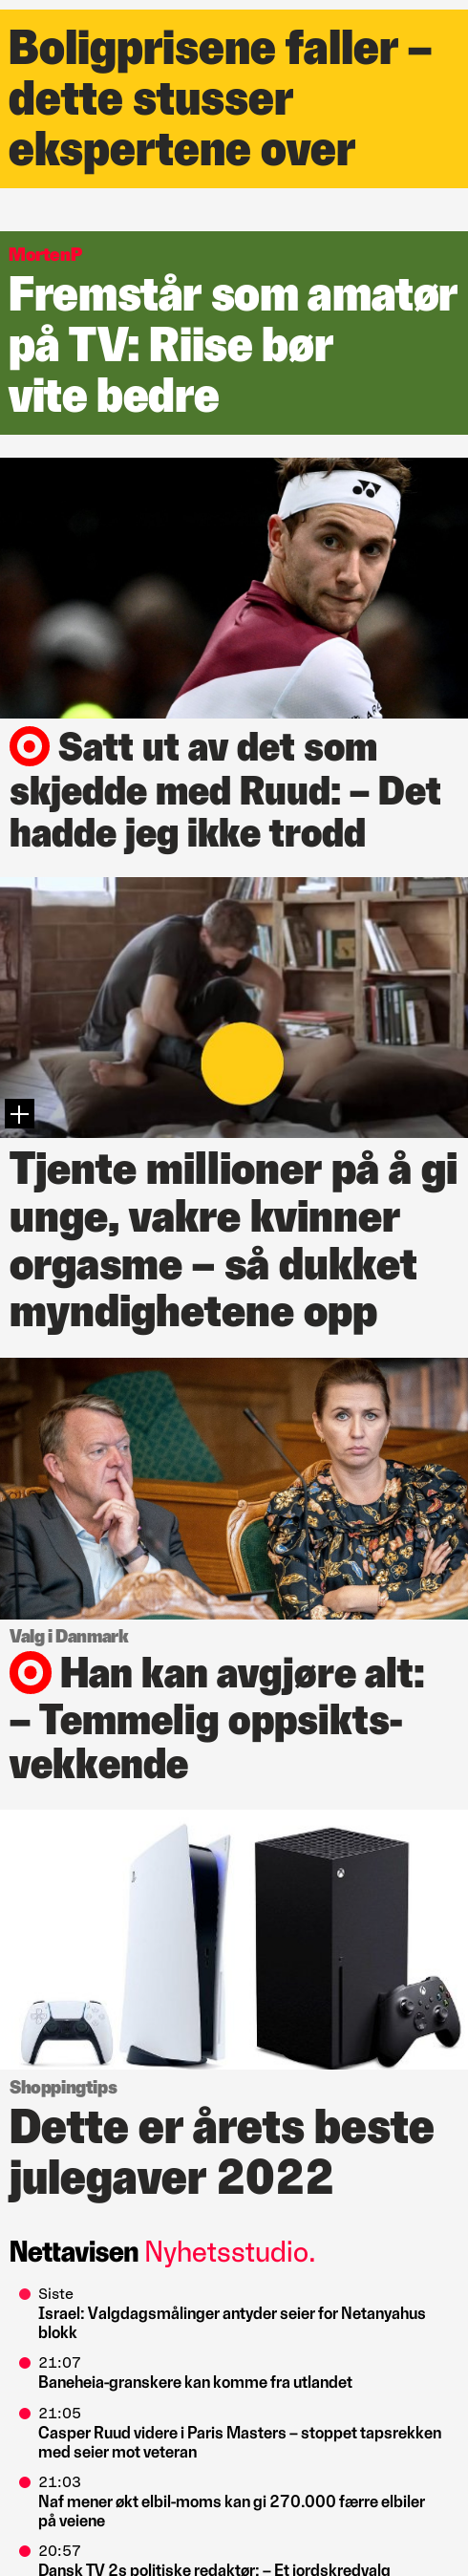 Boligprisene faller –
dette stusser
ekspertene over
MortenP
Fremstår som amatør
på TV: Riise bør
vite bedre
Satt ut av det som
skjedde med Ruud: – Det
hadde jeg ikke trodd
Tjente millioner på å gi
unge, vakre kvinner
orgasme – så dukket
myndighetene opp
Valg i Danmark
Han kan avgjøre alt:
– Temmelig oppsikts-
vekkende
Shoppingtips
Dette er årets beste
julegaver 2022
Nettavisen Nyhetsstudio.
Siste
Israel: Valgdagsmålinger antyder seier for Netanyahus
blokk
21:07
Baneheia-granskere kan komme fra utlandet
21:05
Casper Ruud videre i Paris Masters – stoppet tapsrekken
med seier mot veteran
21:03
Naf mener økt elbil-moms kan gi 270.000 færre elbiler
på veiene
20:57
Dansk TV 2s politiske redaktør: – Et jordskredvalg